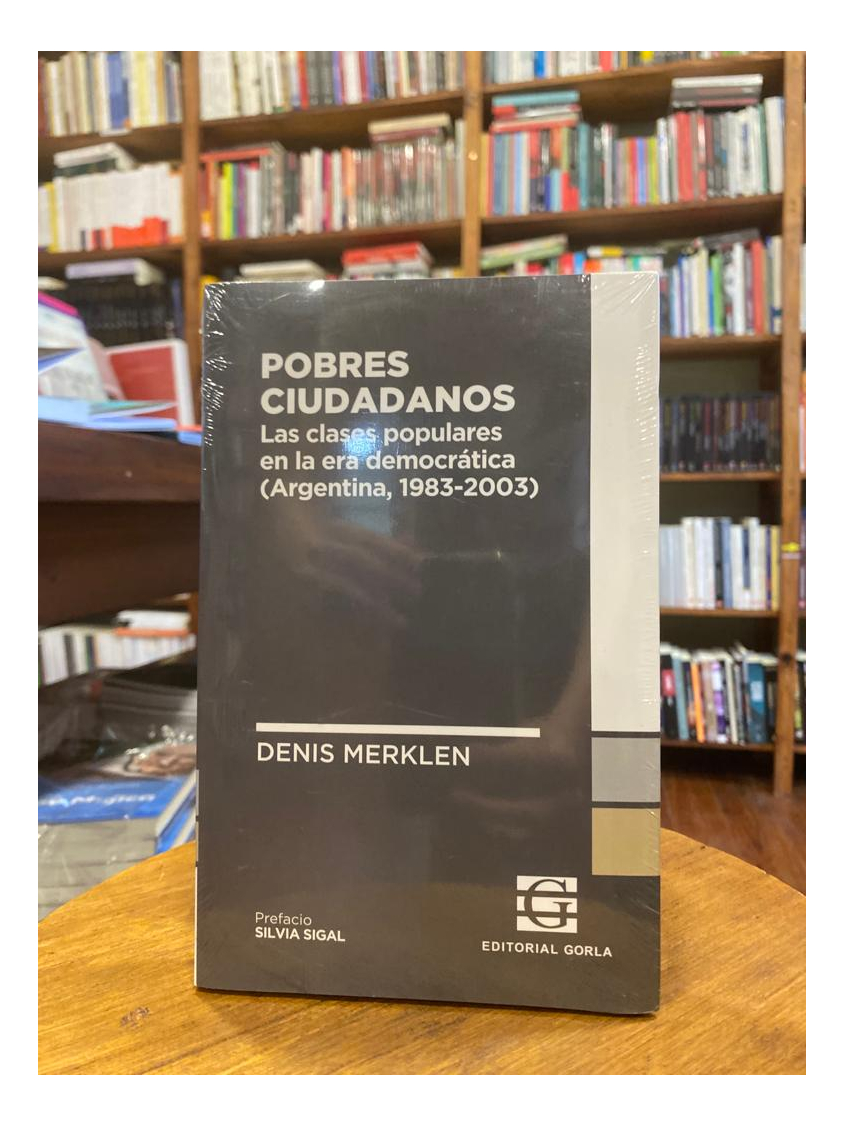 POBRES
CIUDADANOS
Las clases populares
en la era democrática
(Argentina, 1983-2003)
DENIS MERKLEN
Prefacio
SILVIA SIGAL
G
EDITORIAL GORLA